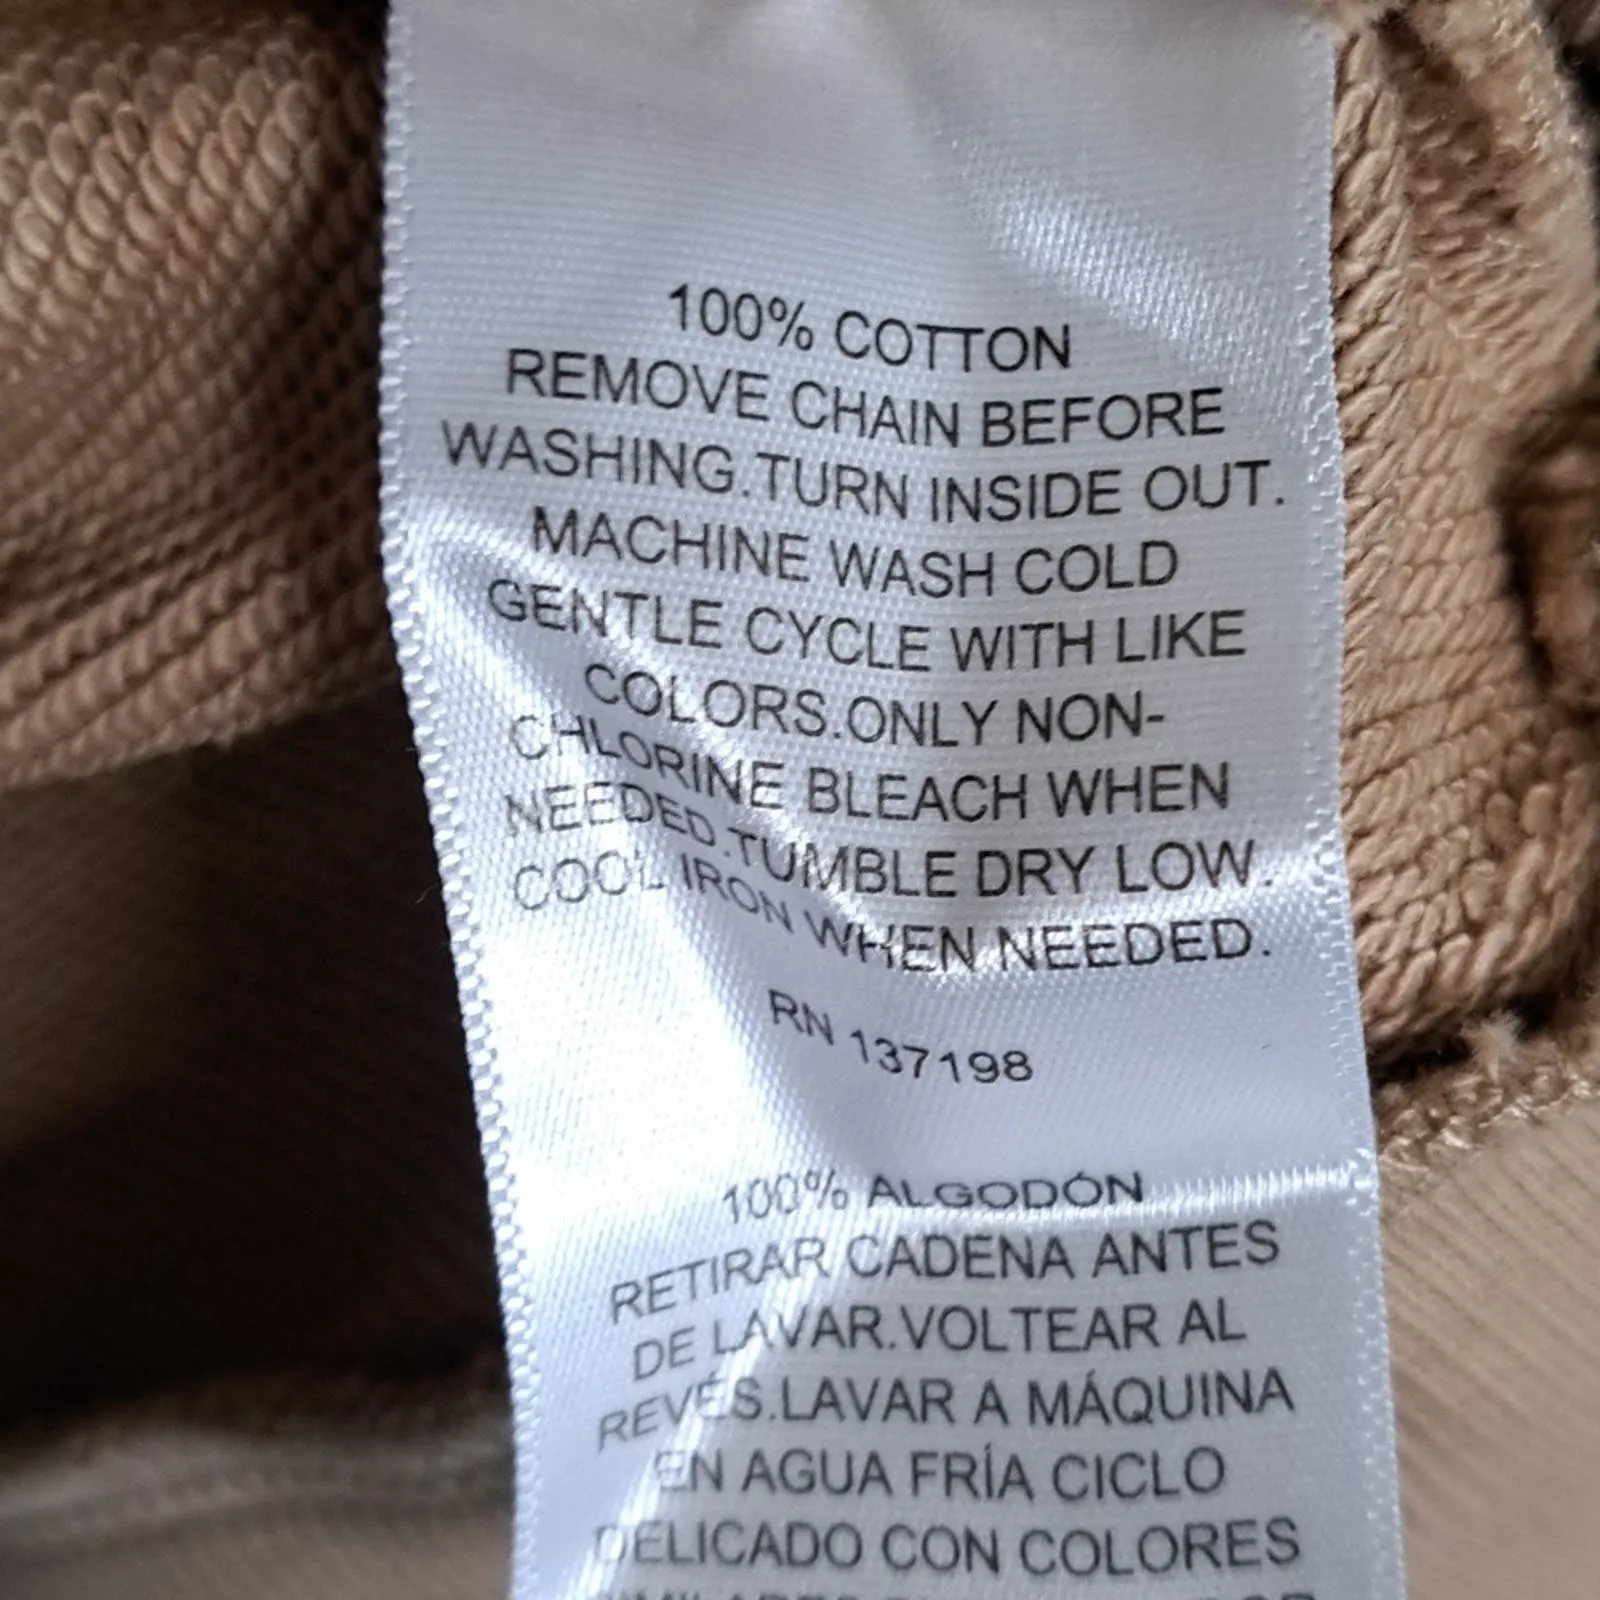 100% COTTON
REMOVE CHAIN BEFORE
WASHING.TURN INSIDE OUT.
MACHINE WASH COLD
GENTLE CYCLE WITH LIKE
COLORS.ONLY NON-
CHLORINE BLEACH WHEN
NEEDED.TUMBLE DRY LOW.
COOL IRON WHEN NEEDED.
RN 137198
100% ALGODÓN
RETIRAR CADENA ANTES
DE LAVAR.VOLTEAR AL
REVÉS.LAVAR A MÁQUINA
EN AGUA FRÍA CICLO
DELICADO CON COLORES